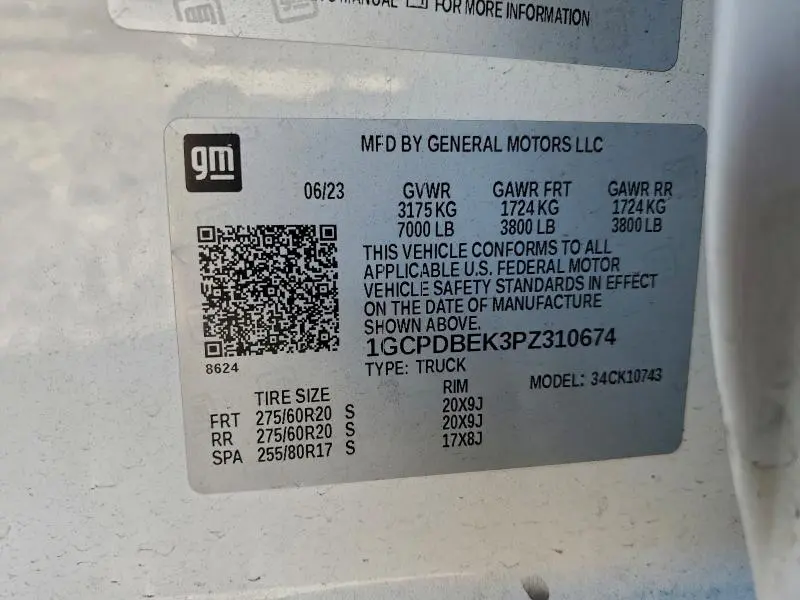 MANUAL FOR MORE INFORMATION
gm
MFD BY GENERAL MOTORS LLC
06/23 GVWR GAWR FRT GAWR RR
3175 KG 1724 KG 1724 KG
7000 LB 3800 LB 3800 LB
THIS VEHICLE CONFORMS TO ALL
APPLICABLE U.S. FEDERAL MOTOR
VEHICLE SAFETY STANDARDS IN EFFECT
ON THE DATE OF MANUFACTURE
SHOWN ABOVE.
1GCPDBEK3PZ310674
8624
TYPE: TRUCK
MODEL: 34CK10743
TIRE SIZE RIM
FRT 275/60R20 S 20X9J
RR 275/60R20 S 20X9J
SPA 255/80R17 S 17X8J